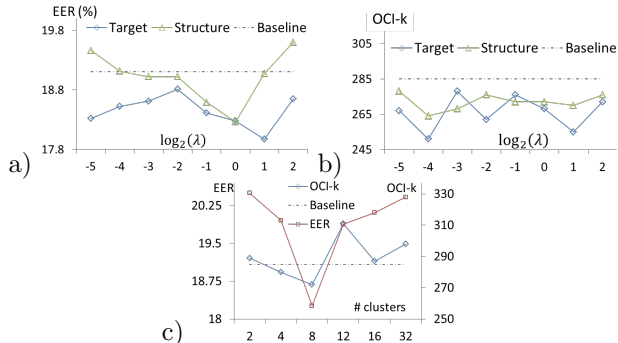 EER (%)
19.8
18.8
17.8
Target Structure Baseline
log₂(λ)
-5 -4 -3 -2 -1 0 1 2
a)
OCI-k
305
285
265
245
Target Structure Baseline
log₂(λ)
-5 -4 -3 -2 -1 0 1 2
b)
EER
20.25
19.5
18.75
18
OCI-k
Baseline
EER
OCI-k
330
310
290
270
250
# clusters
2 4 8 12 16 32
c)